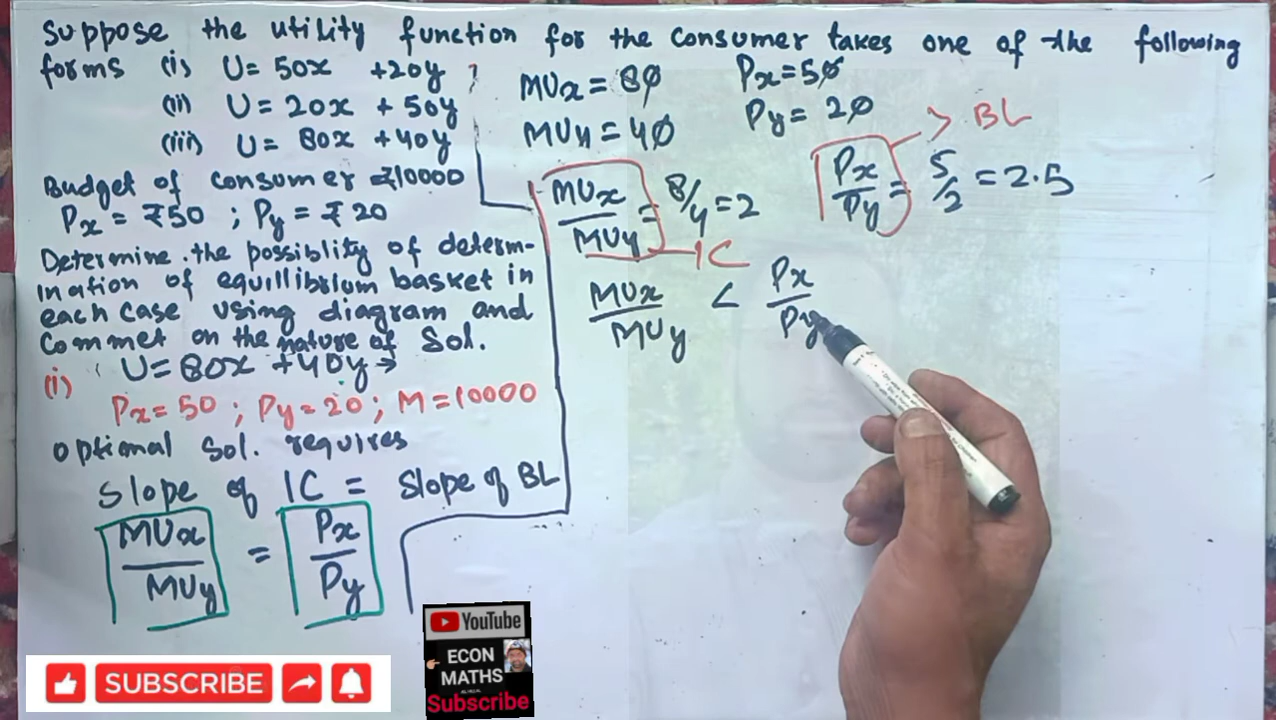 Suppose the utility function for the consumer takes one of the following
forms (i) U = 50x + 20y ?
(ii) U = 20x + 50y
(iii) U = 80x + 40y
Budget of consumer = ₹10000
Px = ₹50 ; Py = ₹20
Determine the possiblity of determ-
ination of equillibrium basket in
each case using diagram and
Commet on the nature of Sol.
(i) U = 80x + 40y →
Px = 50 ; Py = 20 ; M = 10000
Optional Sol. requires
Slope of IC = Slope of BL
MUx / MUy = Px / Py
MUx = 80 Px = 50
MUy = 40 Py = 20
MUx / MUy = 8/4 = 2
IC
Px / Py = 5/2 = 2.5
> BL
MUx / MUy < Px / Py
YouTube
ECON
MATHS
Subscribe
SUBSCRIBE